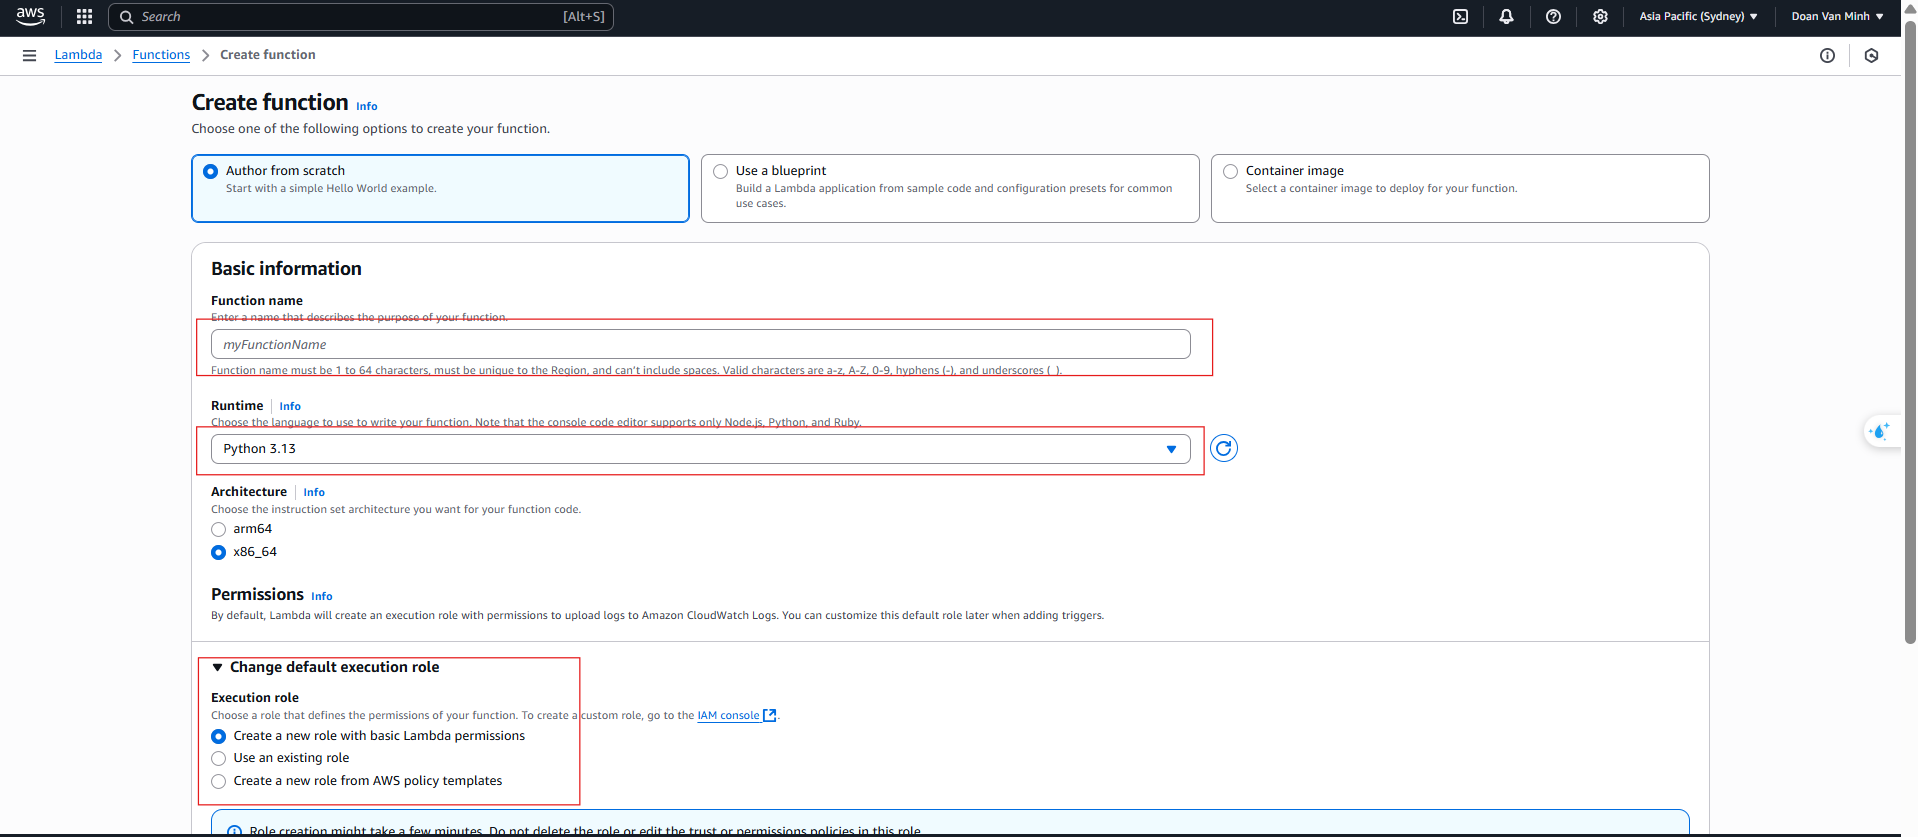 aws
Search [Alt+S] Asia Pacific (Sydney) Doan Van Minh
Lambda Functions Create function
Create function Info
Choose one of the following options to create your function.
Author from scratch
Start with a simple Hello World example.
Use a blueprint
Build a Lambda application from sample code and configuration presets for common
use cases.
Container image
Select a container image to deploy for your function.
Basic information
Function name
Enter a name that describes the purpose of your function.
myFunctionName
Function name must be 1 to 64 characters, must be unique to the Region, and can't include spaces. Valid characters are a-z, A-Z, 0-9, hyphens (-), and underscores (_).
Runtime Info
Choose the language to use to write your function. Note that the console code editor supports only Node.js, Python, and Ruby.
Python 3.13
Architecture Info
Choose the instruction set architecture you want for your function code.
arm64
x86_64
Permissions Info
By default, Lambda will create an execution role with permissions to upload logs to Amazon CloudWatch Logs. You can customize this default role later when adding triggers.
Change default execution role
Execution role
Choose a role that defines the permissions of your function. To create a custom role, go to the IAM console.
Create a new role with basic Lambda permissions
Use an existing role
Create a new role from AWS policy templates
Role creation might take a few minutes. Do not delete the role or edit the trust or permissions policies in this role.